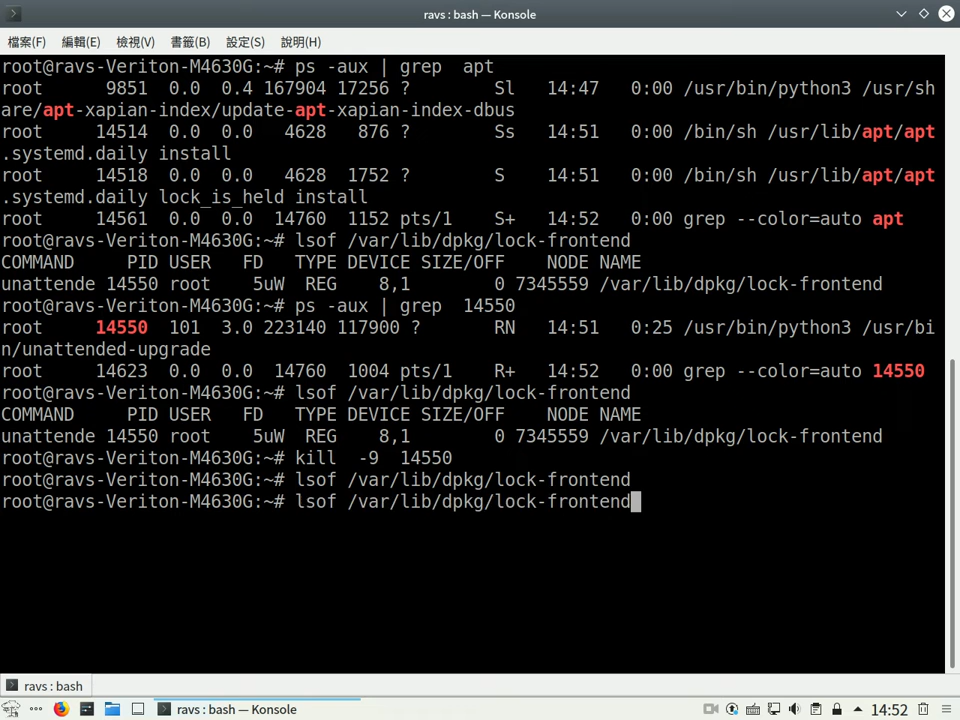 ravs : bash — Konsole
檔案(F) 編輯(E) 檢視(V) 書籤(B) 設定(S) 說明(H)
root@ravs-Veriton-M4630G:~# ps -aux | grep  apt
root      9851  0.0  0.4 167904 17256 ?        Sl   14:47   0:00 /usr/bin/python3 /usr/sh
are/apt-xapian-index/update-apt-xapian-index-dbus
root     14514  0.0  0.0   4628   876 ?        Ss   14:51   0:00 /bin/sh /usr/lib/apt/apt
.systemd.daily install
root     14518  0.0  0.0   4628  1752 ?        S    14:51   0:00 /bin/sh /usr/lib/apt/apt
.systemd.daily lock_is_held install
root     14561  0.0  0.0  14760  1152 pts/1    S+   14:52   0:00 grep --color=auto apt
root@ravs-Veriton-M4630G:~# lsof /var/lib/dpkg/lock-frontend
COMMAND     PID USER   FD   TYPE DEVICE SIZE/OFF    NODE NAME
unattende 14550 root    5uW  REG    8,1        0 7345559 /var/lib/dpkg/lock-frontend
root@ravs-Veriton-M4630G:~# ps -aux | grep  14550
root     14550  101  3.0 223140 117900 ?       RN   14:51   0:25 /usr/bin/python3 /usr/bi
n/unattended-upgrade
root     14623  0.0  0.0  14760  1004 pts/1    R+   14:52   0:00 grep --color=auto 14550
root@ravs-Veriton-M4630G:~# lsof /var/lib/dpkg/lock-frontend
COMMAND     PID USER   FD   TYPE DEVICE SIZE/OFF    NODE NAME
unattende 14550 root    5uW  REG    8,1        0 7345559 /var/lib/dpkg/lock-frontend
root@ravs-Veriton-M4630G:~# kill  -9  14550
root@ravs-Veriton-M4630G:~# lsof /var/lib/dpkg/lock-frontend
root@ravs-Veriton-M4630G:~# lsof /var/lib/dpkg/lock-frontend
ravs : bash
ravs : bash — Konsole 14:52